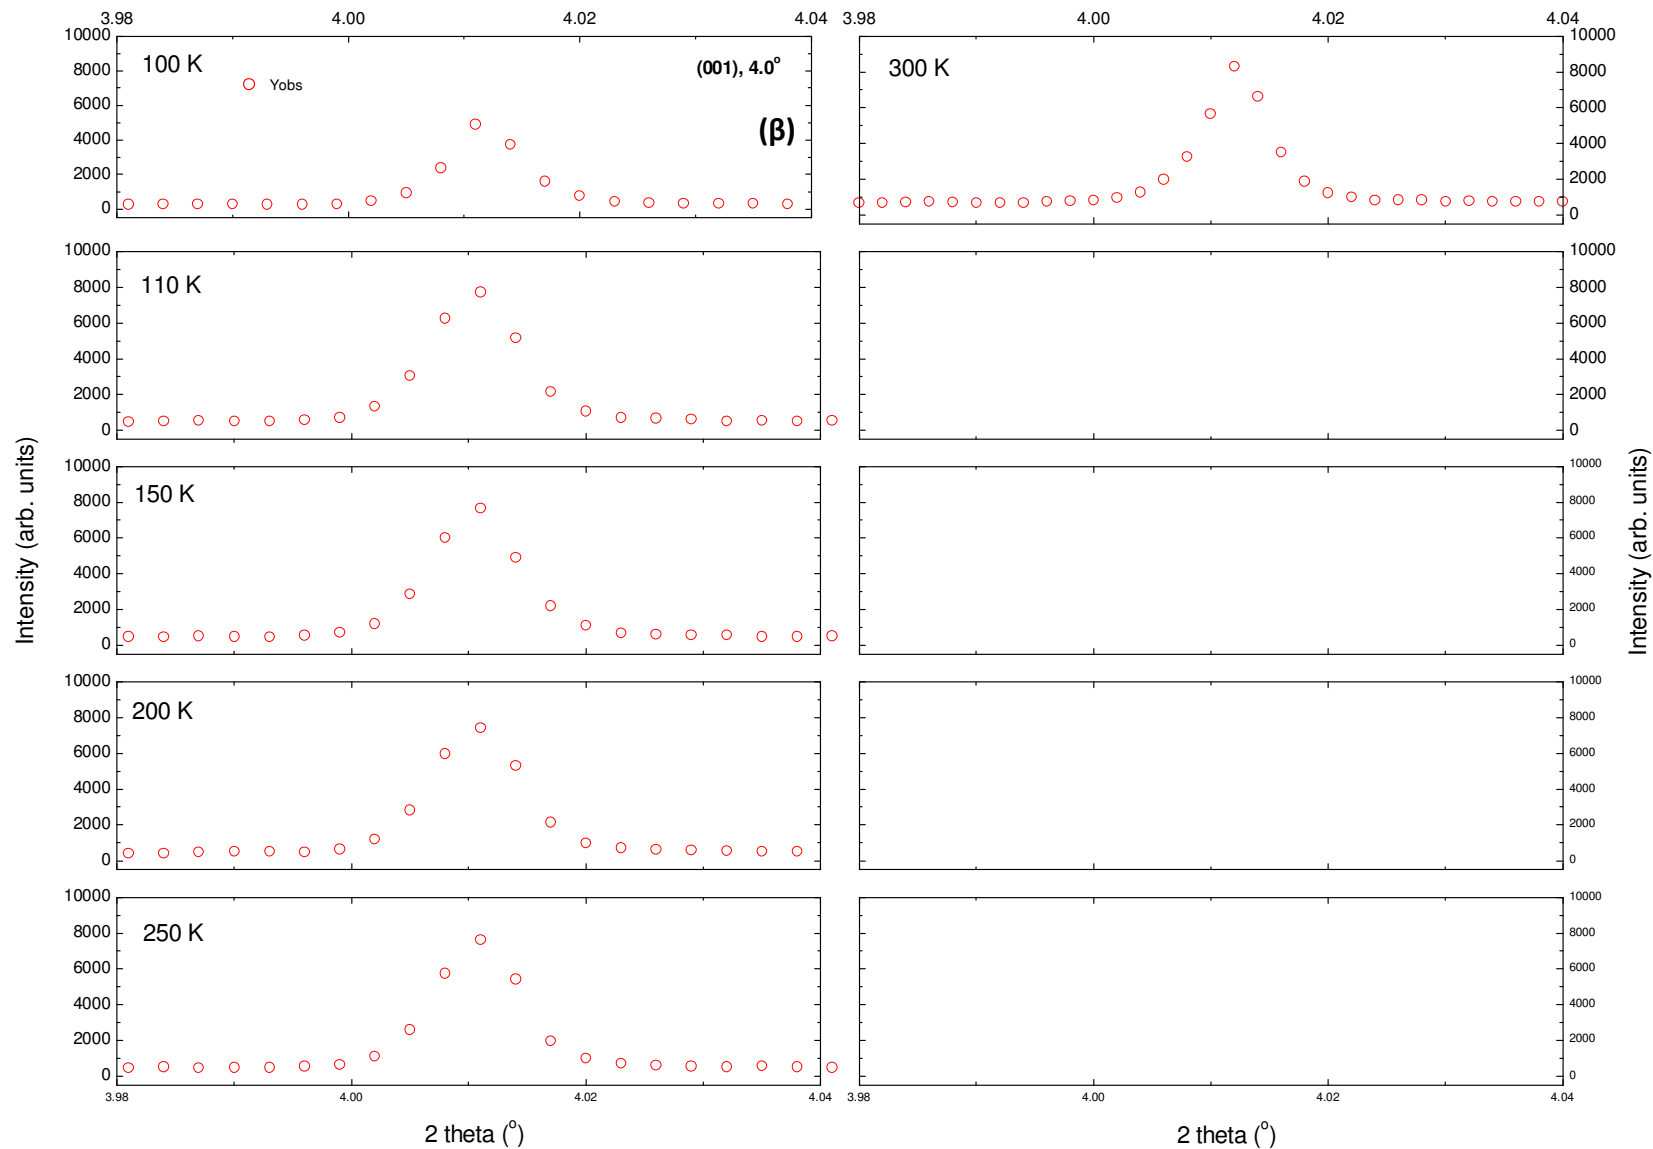 3.98 4.00 4.02 4.04 3.98 4.00 4.02 4.04
10000 8000 6000 4000 2000 0
100 K
Yobs
(001), 4.0°
(β)
300 K
10000 8000 6000 4000 2000 0
10000 8000 6000 4000 2000 0
110 K
10000 8000 6000 4000 2000 0
10000 8000 6000 4000 2000 0
150 K
10000 8000 6000 4000 2000 0
10000 8000 6000 4000 2000 0
200 K
10000 8000 6000 4000 2000 0
10000 8000 6000 4000 2000 0
250 K
10000 8000 6000 4000 2000 0
Intensity (arb. units)
Intensity (arb. units)
3.98 4.00 4.02 4.04 3.98 4.00 4.02 4.04
2 theta (°)
2 theta (°)